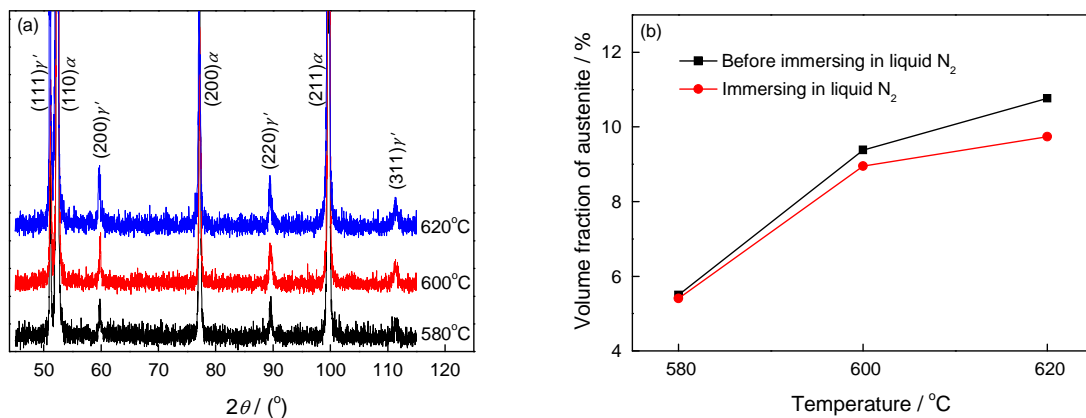 (a)
(111)γ'
(110)α
(200)γ'
(200)α
(220)γ'
(211)α
(311)γ'
620°C
600°C
580°C
50 60 70 80 90 100 110 120
2θ / (°)
(b)
Before immersing in liquid N₂
Immersing in liquid N₂
Volume fraction of austenite / %
12
10
8
6
4
580 600 620
Temperature / °C